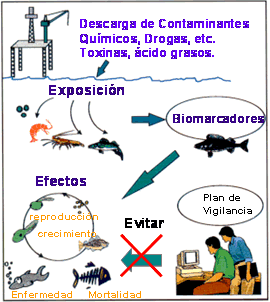 Descarga de Contaminantes
Químicos, Drogas, etc.
Toxinas, ácido grasos.
Exposición
Biomarcadores
Efectos
reproducción
crecimiento
Evitar
Plan de
Vigilancia
Enfermedad
Mortalidad